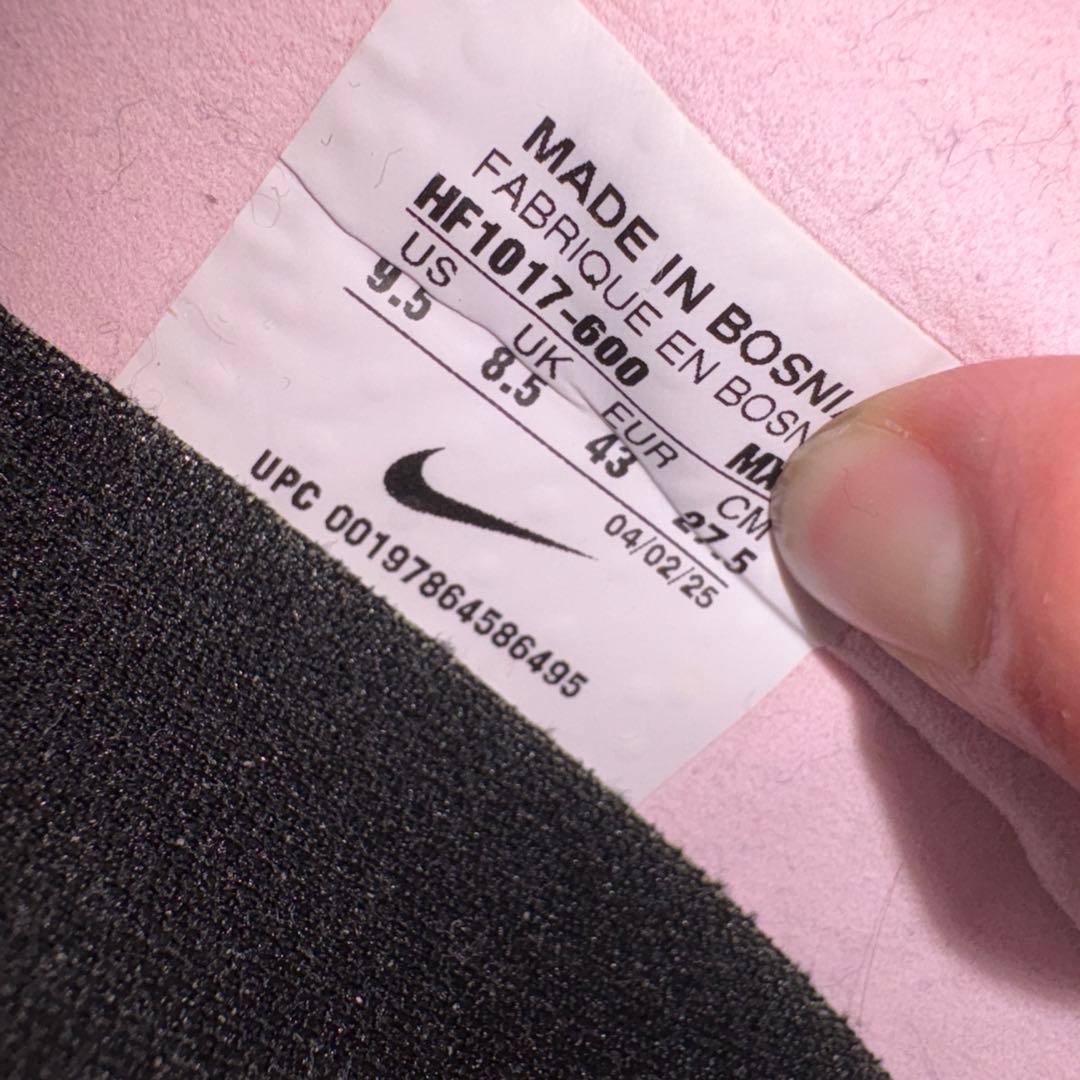 MADE IN BOSNI
FABRIQUE EN BOSN
HF1017-600 MX
US UK EUR CM
9.5 8.5 43 27.5
04/02/25
UPC 00197864586495